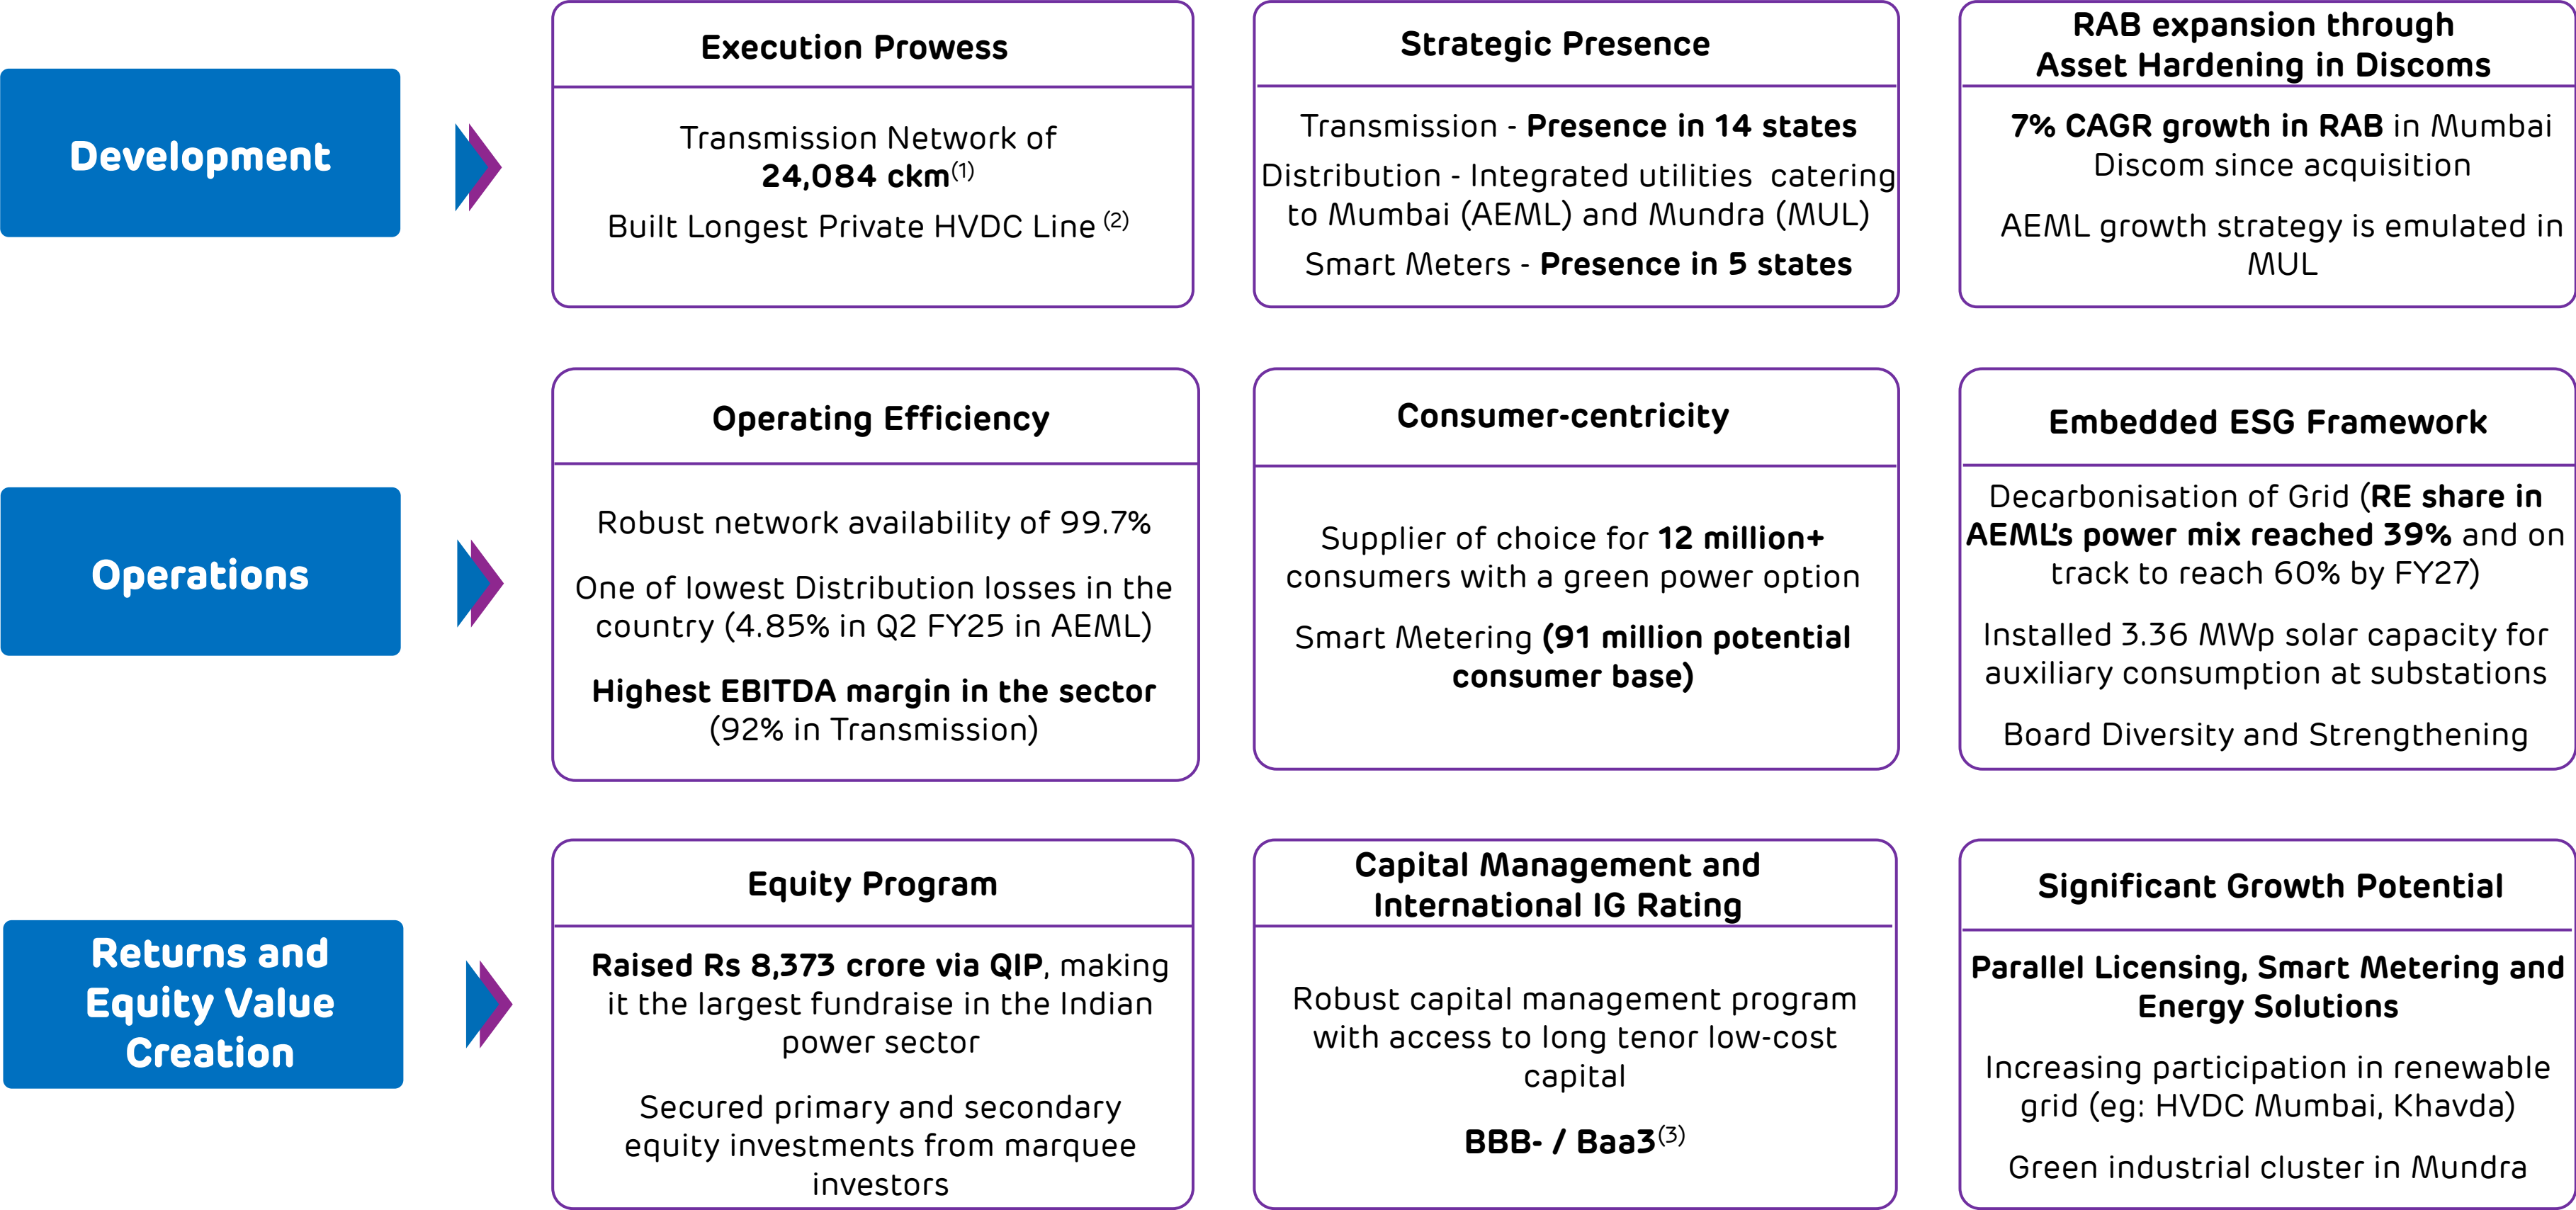 Development
Execution Prowess
Transmission Network of
24,084 ckm(1)
Built Longest Private HVDC Line (2)
Strategic Presence
Transmission - Presence in 14 states
Distribution - Integrated utilities catering
to Mumbai (AEML) and Mundra (MUL)
Smart Meters - Presence in 5 states
RAB expansion through
Asset Hardening in Discoms
7% CAGR growth in RAB in Mumbai
Discom since acquisition
AEML growth strategy is emulated in
MUL
Operations
Operating Efficiency
Robust network availability of 99.7%
One of lowest Distribution losses in the
country (4.85% in Q2 FY25 in AEML)
Highest EBITDA margin in the sector
(92% in Transmission)
Consumer-centricity
Supplier of choice for 12 million+
consumers with a green power option
Smart Metering (91 million potential
consumer base)
Embedded ESG Framework
Decarbonisation of Grid (RE share in
AEML's power mix reached 39% and on
track to reach 60% by FY27)
Installed 3.36 MWp solar capacity for
auxiliary consumption at substations
Board Diversity and Strengthening
Returns and
Equity Value
Creation
Equity Program
Raised Rs 8,373 crore via QIP, making
it the largest fundraise in the Indian
power sector
Secured primary and secondary
equity investments from marquee
investors
Capital Management and
International IG Rating
Robust capital management program
with access to long tenor low-cost
capital
BBB- / Baa3(3)
Significant Growth Potential
Parallel Licensing, Smart Metering and
Energy Solutions
Increasing participation in renewable
grid (eg: HVDC Mumbai, Khavda)
Green industrial cluster in Mundra